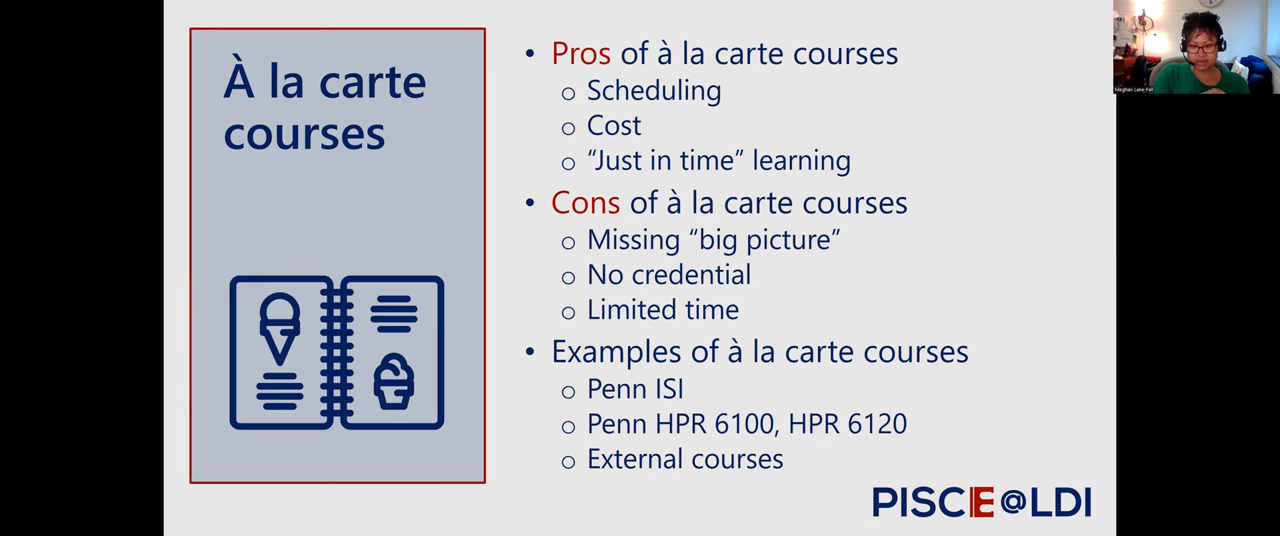 À la carte
courses
• Pros of à la carte courses
o Scheduling
o Cost
o “Just in time” learning
• Cons of à la carte courses
o Missing “big picture”
o No credential
o Limited time
• Examples of à la carte courses
o Penn ISI
o Penn HPR 6100, HPR 6120
o External courses
PISCE@LDI
Meghan Lane-Fall